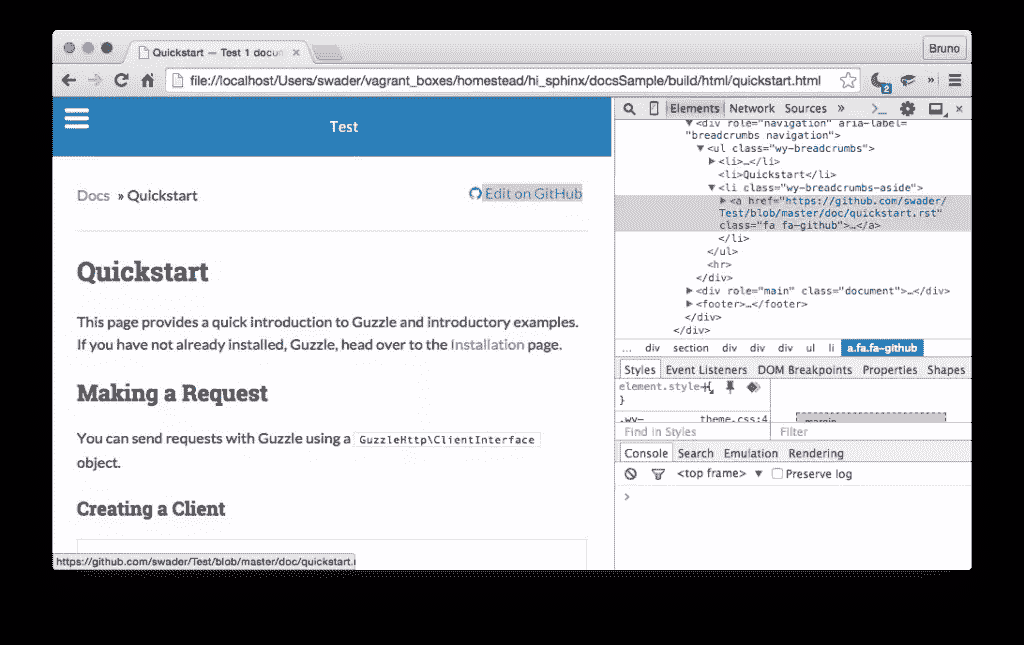 Quickstart — Test 1 docu
Bruno
file://localhost/Users/swader/vagrant_boxes/homestead/hi_sphinx/docsSample/build/html/quickstart.html
2
»
Test
Docs » Quickstart
Edit on GitHub
Quickstart
This page provides a quick introduction to Guzzle and introductory examples.
If you have not already installed, Guzzle, head over to the Installation page.
Making a Request
You can send requests with Guzzle using a GuzzleHttp\ClientInterface
object.
Creating a Client
https://github.com/swader/Test/blob/master/doc/quickstart.
Elements Network Sources »
<div role="navigation" aria-label=
"breadcrumbs navigation">
<ul class="wy-breadcrumbs">
<li>…</li>
<li>Quickstart</li>
<li class="wy-breadcrumbs-aside">
<a href="https://github.com/swader/
Test/blob/master/doc/quickstart.rst"
class="fa fa-github">…</a>
</li>
</ul>
<hr>
</div>
<div role="main" class="document">…</div>
<footer>…</footer>
</div>
</div>
... div section div div div ul li a.fa.fa-github
Styles Event Listeners DOM Breakpoints Properties Shapes
element.style
}
.wy– theme.css:4
margin
Find in Styles
Filter
Console Search Emulation Rendering
<top frame> ▼ Preserve log
>